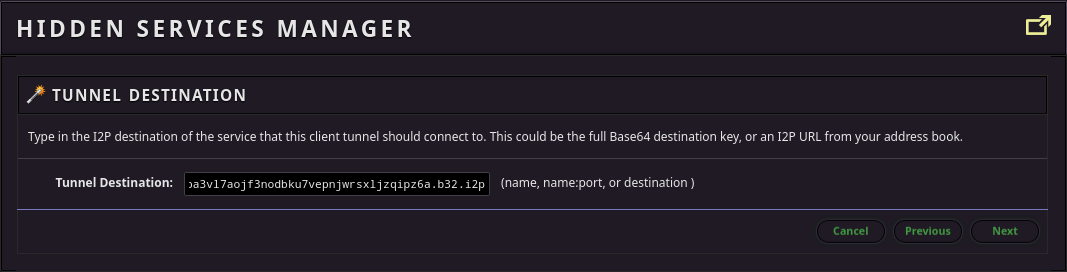 HIDDEN SERVICES MANAGER
TUNNEL DESTINATION
Type in the I2P destination of the service that this client tunnel should connect to. This could be the full Base64 destination key, or an I2P URL from your address book.
Tunnel Destination: oa3vl7aojf3nodbku7vepnjwrsxljzqipz6a.b32.i2p (name, name:port, or destination )
Cancel Previous Next